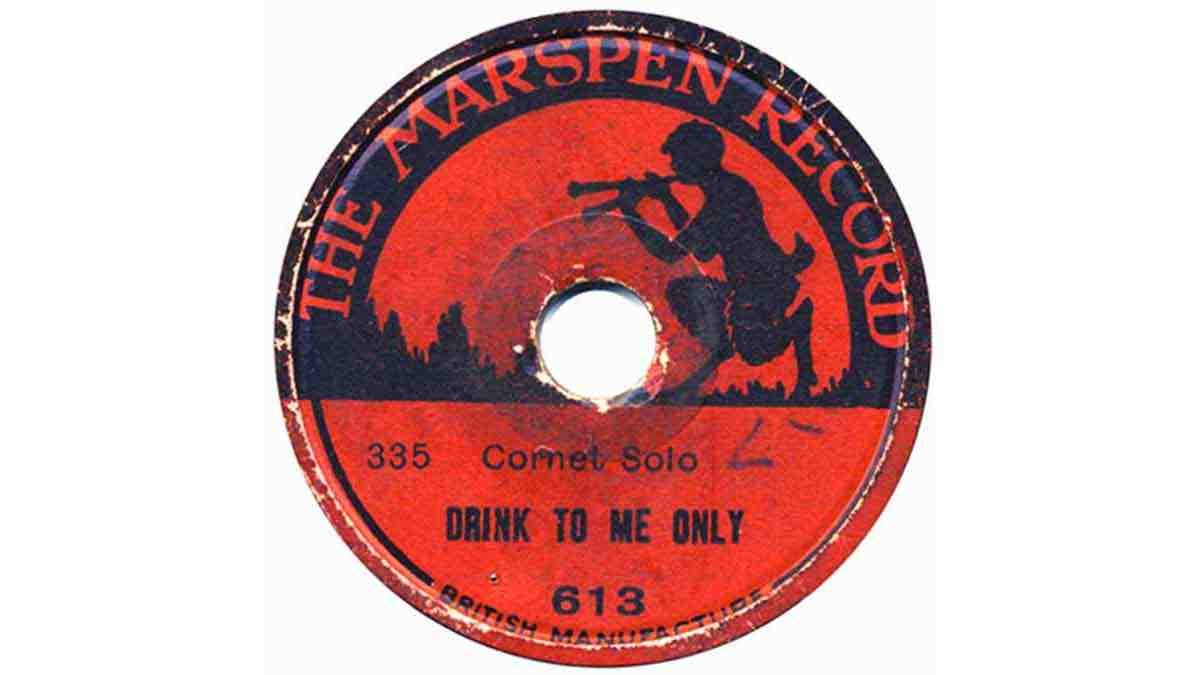 THE MARSPEN RECORD
335 Cornet Solo
DRINK TO ME ONLY
613
BRITISH MANUFACTURE